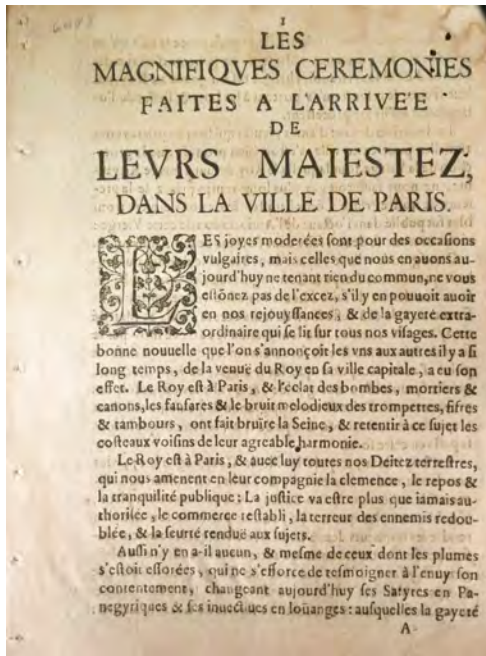 1
LES
MAGNIFIQVES CEREMONIES
FAITES A L'ARRIVÉE
DE
LEVRS MAIESTEZ,
DANS LA VILLE DE PARIS.
LES joyes moderées ſont pour des occaſions
vulgaires, mais celles que nous en auons au-
jourd'huy ne tenant rien du commun, ne vous
eſtõnez pas de l'excez, s'il y en pouuoit auoir
en nos rejouyſſances, & de la gayeté extra-
ordinaire qui ſe lit ſur tous nos viſages. Cette
bonne nouuelle que l'on s'annonçoit les vns aux autres il y a ſi
long temps, de la venuë du Roy en ſa ville capitale, a eu ſon
effet. Le Roy eſt à Paris, & l'eclat des bombes, mortiers &
canons, les fanfares & le bruit melodieux des trompettes, fifres
& tambours, ont fait bruïre la Seine, & retentir à ce ſujet les
coſteaux voiſins de leur agreable harmonie.
Le Roy eſt à Paris, & auec luy toutes nos Deitez terreſtres,
qui nous amenent en leur compagnie la clemence, le repos &
la tranquilité publique; La juſtice va eſtre plus que iamais au-
thoriſée, le commerce reſtabli, la terreur des ennemis redou-
blée, & la ſeurté renduë aux ſujets.
Auſſi n'y en a-il aucun, & meſme de ceux dont les plumes
s'eſtoit eſſorées, qui ne s'efforce de teſmoigner à l'enuy ſon
contentement, changeant aujourd'huy ſes Satyres en Pa-
negyriques & ſes inuectiues en loüanges: auſquelles la gayeté
A